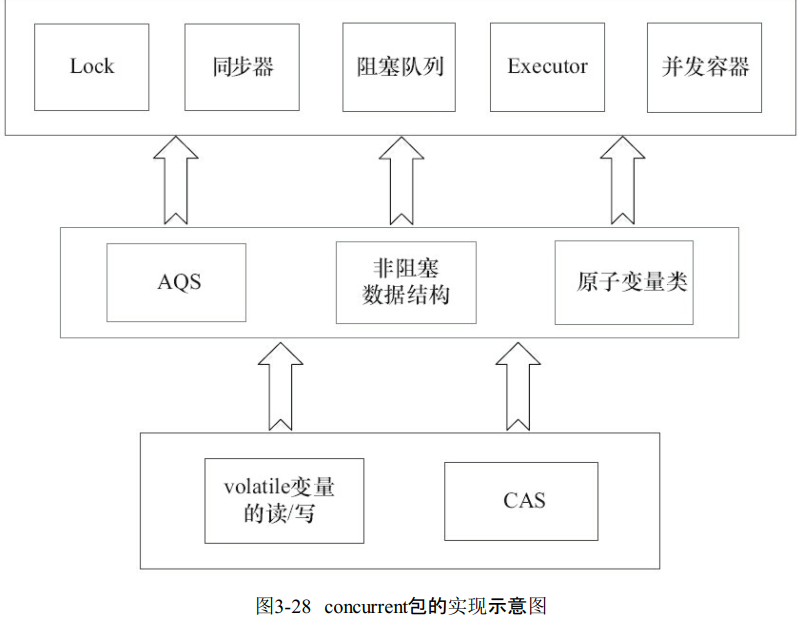 Lock
同步器
阻塞队列
Executor
并发容器
AQS
非阻塞
数据结构
原子变量类
volatile变量
的读/写
CAS
图3-28 concurrent包的实现示意图